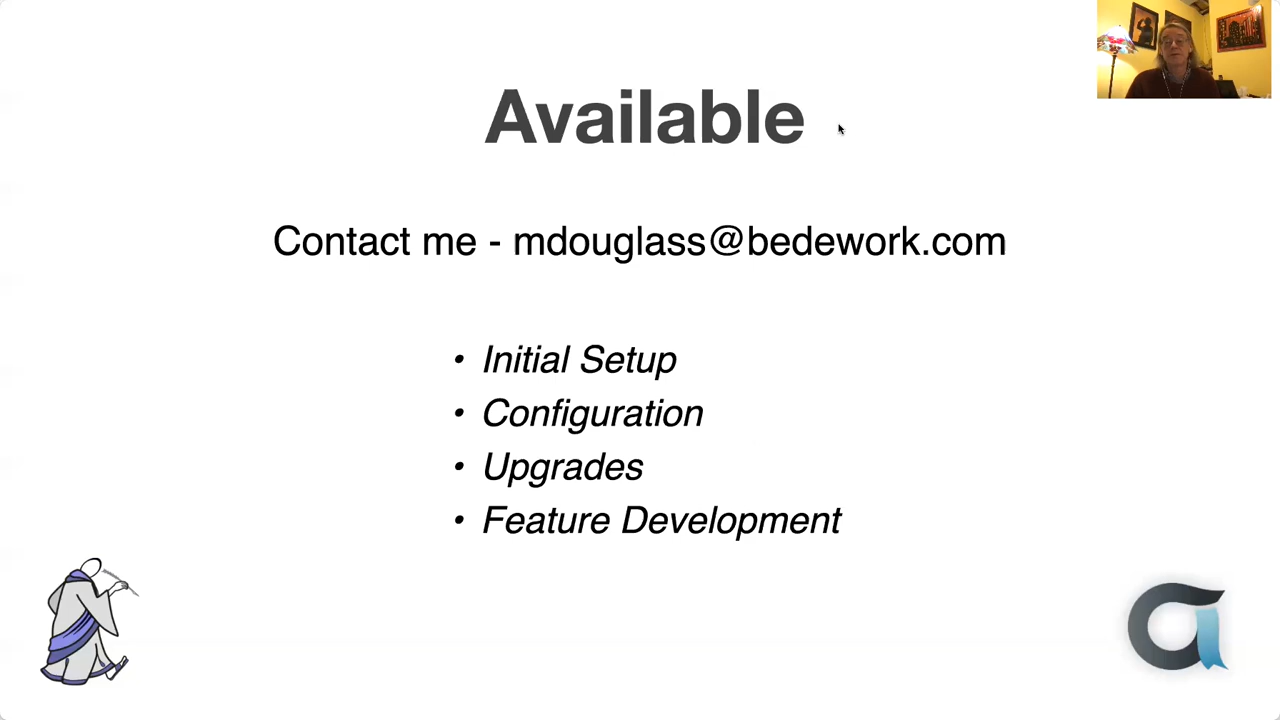 Available
Contact me - mdouglass@bedework.com
• Initial Setup
• Configuration
• Upgrades
• Feature Development